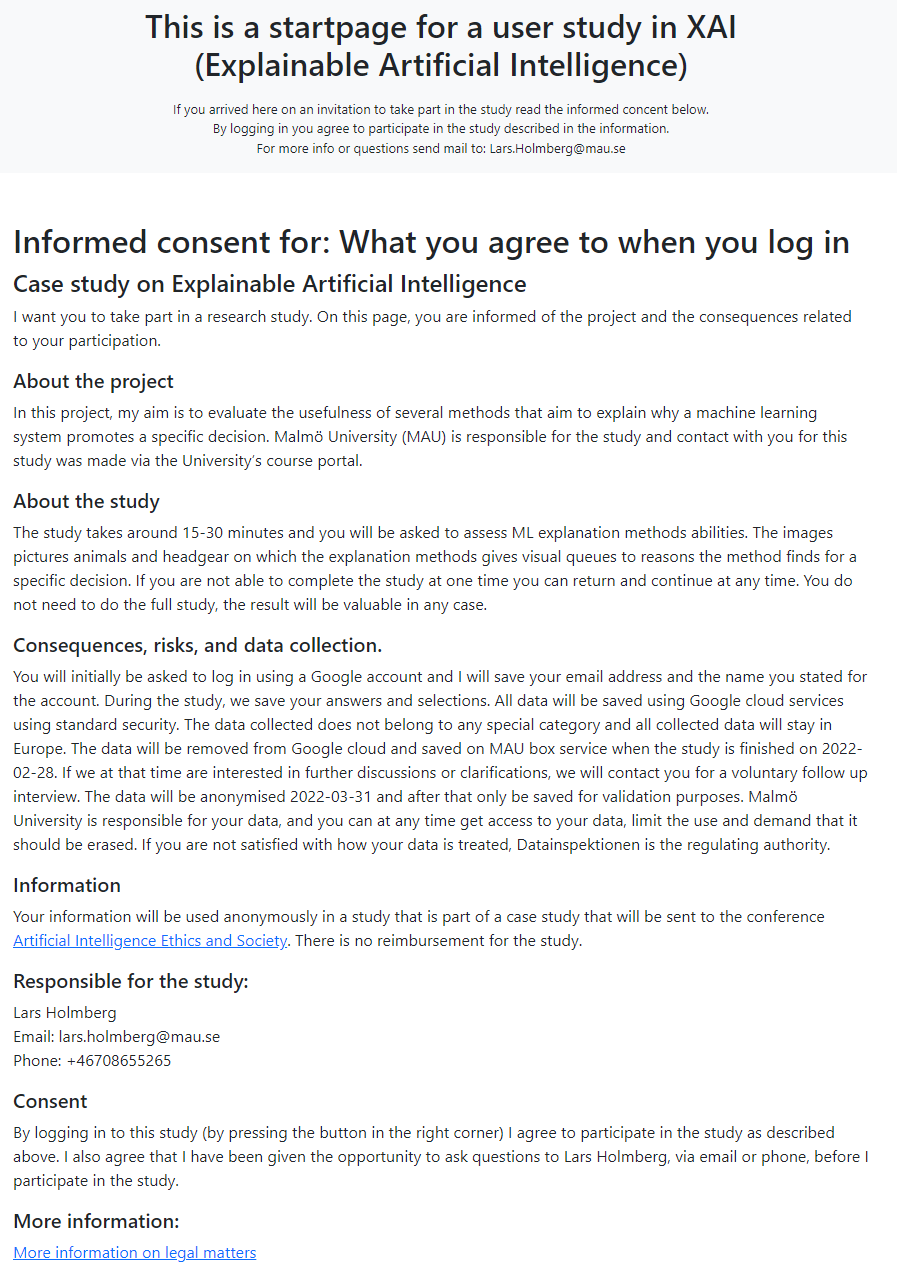 This is a startpage for a user study in XAI
(Explainable Artificial Intelligence)
If you arrived here on an invitation to take part in the study read the informed concent below.
By logging in you agree to participate in the study described in the information.
For more info or questions send mail to: Lars.Holmberg@mau.se
Informed consent for: What you agree to when you log in
Case study on Explainable Artificial Intelligence
I want you to take part in a research study. On this page, you are informed of the project and the consequences related
to your participation.
About the project
In this project, my aim is to evaluate the usefulness of several methods that aim to explain why a machine learning
system promotes a specific decision. Malmö University (MAU) is responsible for the study and contact with you for this
study was made via the University's course portal.
About the study
The study takes around 15-30 minutes and you will be asked to assess ML explanation methods abilities. The images
pictures animals and headgear on which the explanation methods gives visual queues to reasons the method finds for a
specific decision. If you are not able to complete the study at one time you can return and continue at any time. You do
not need to do the full study, the result will be valuable in any case.
Consequences, risks, and data collection.
You will initially be asked to log in using a Google account and I will save your email address and the name you stated for
the account. During the study, we save your answers and selections. All data will be saved using Google cloud services
using standard security. The data collected does not belong to any special category and all collected data will stay in
Europe. The data will be removed from Google cloud and saved on MAU box service when the study is finished on 2022-
02-28. If we at that time are interested in further discussions or clarifications, we will contact you for a voluntary follow up
interview. The data will be anonymised 2022-03-31 and after that only be saved for validation purposes. Malmö
University is responsible for your data, and you can at any time get access to your data, limit the use and demand that it
should be erased. If you are not satisfied with how your data is treated, Datainspektionen is the regulating authority.
Information
Your information will be used anonymously in a study that is part of a case study that will be sent to the conference
Artificial Intelligence Ethics and Society. There is no reimbursement for the study.
Responsible for the study:
Lars Holmberg
Email: lars.holmberg@mau.se
Phone: +46708655265
Consent
By logging in to this study (by pressing the button in the right corner) I agree to participate in the study as described
above. I also agree that I have been given the opportunity to ask questions to Lars Holmberg, via email or phone, before I
participate in the study.
More information:
More information on legal matters